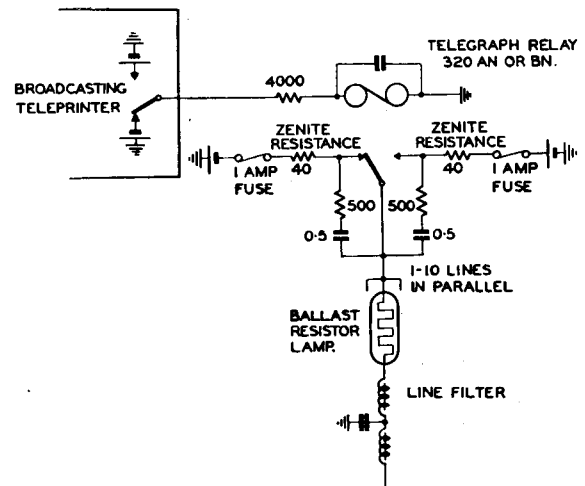 TELEGRAPH RELAY
320 AN OR BN.
BROADCASTING
TELEPRINTER
4000
ZENITE
RESISTANCE
40
1 AMP
FUSE
ZENITE
RESISTANCE
40
1 AMP
FUSE
500
500
0·5
0·5
1-10 LINES
IN PARALLEL
BALLAST
RESISTOR
LAMP.
LINE FILTER